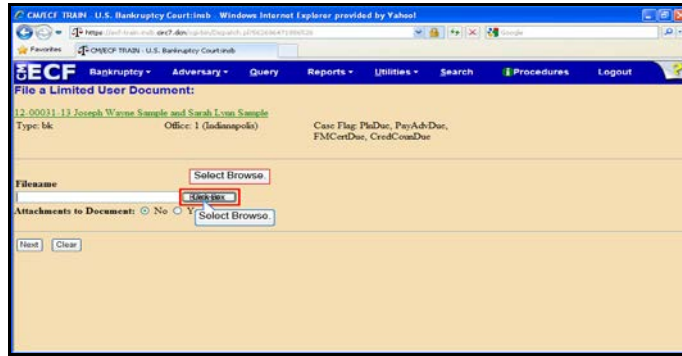 CM/ECF TRAIN - U.S. Bankruptcy Court:insb - Windows Internet Explorer provided by Yahoo!
Google
Favorites CM/ECF TRAIN - U.S. Bankruptcy Court:insb
ECF Bankruptcy Adversary Query Reports Utilities Search Procedures Logout
File a Limited User Document:
12-00031-13 Joseph Wayne Sample and Sarah Lynn Sample
Type: bk Office: 1 (Indianapolis) Case Flag: PlnDue, PayAdvDue,
FMCertDue, CredCounDue
Select Browse.
Filename
Click Box
Attachments to Document: No Y
Select Browse.
Next Clear